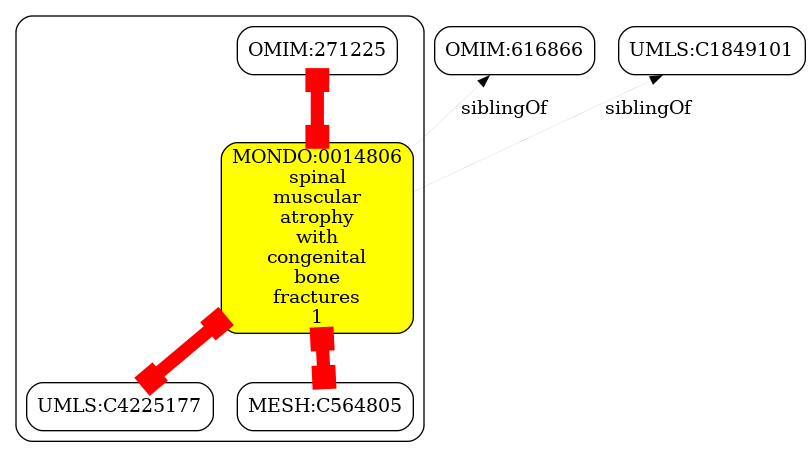 OMIM:271225
OMIM:616866
UMLS:C1849101
siblingOf
siblingOf
MONDO:0014806
spinal
muscular
atrophy
with
congenital
bone
fractures
1
UMLS:C4225177
MESH:C564805